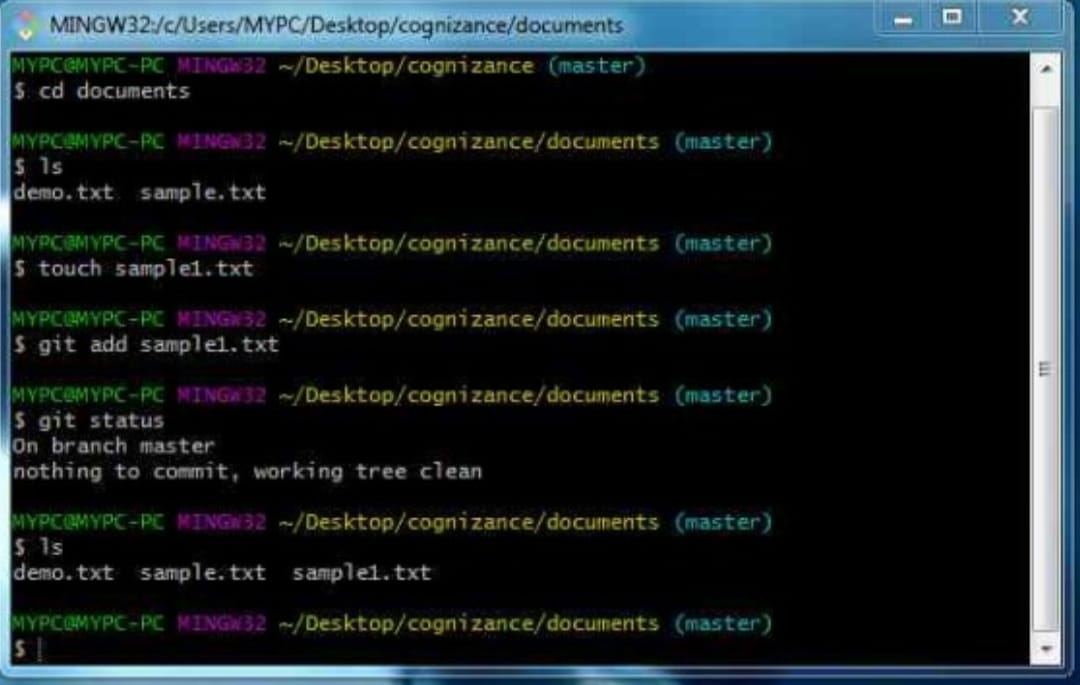 MINGW32:/c/Users/MYPC/Desktop/cognizance/documents
MYPC@MYPC-PC MINGW32 ~/Desktop/cognizance (master)
$ cd documents
MYPC@MYPC-PC MINGW32 ~/Desktop/cognizance/documents (master)
$ ls
demo.txt  sample.txt
MYPC@MYPC-PC MINGW32 ~/Desktop/cognizance/documents (master)
$ touch sample1.txt
MYPC@MYPC-PC MINGW32 ~/Desktop/cognizance/documents (master)
$ git add sample1.txt
MYPC@MYPC-PC MINGW32 ~/Desktop/cognizance/documents (master)
$ git status
On branch master
nothing to commit, working tree clean
MYPC@MYPC-PC MINGW32 ~/Desktop/cognizance/documents (master)
$ ls
demo.txt  sample.txt  sample1.txt
MYPC@MYPC-PC MINGW32 ~/Desktop/cognizance/documents (master)
$